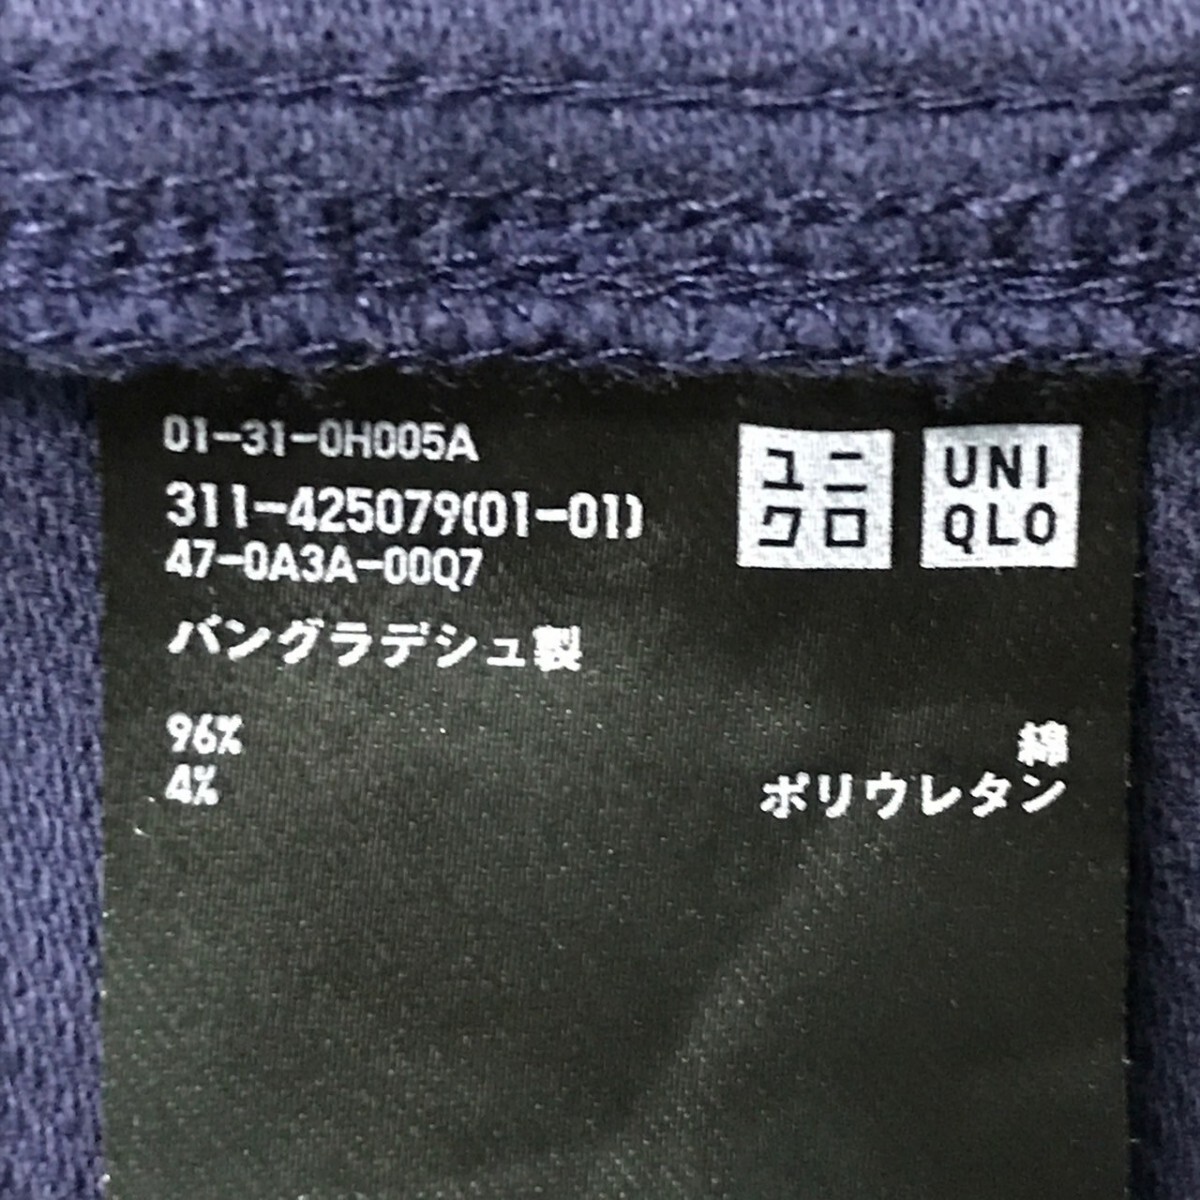 01-31-0H005A
311-425079(01-01)
47-0A3A-00Q7
ユニ
クロ
UNI
QLO
バングラデシュ製
96% 綿
4% ポリウレタン